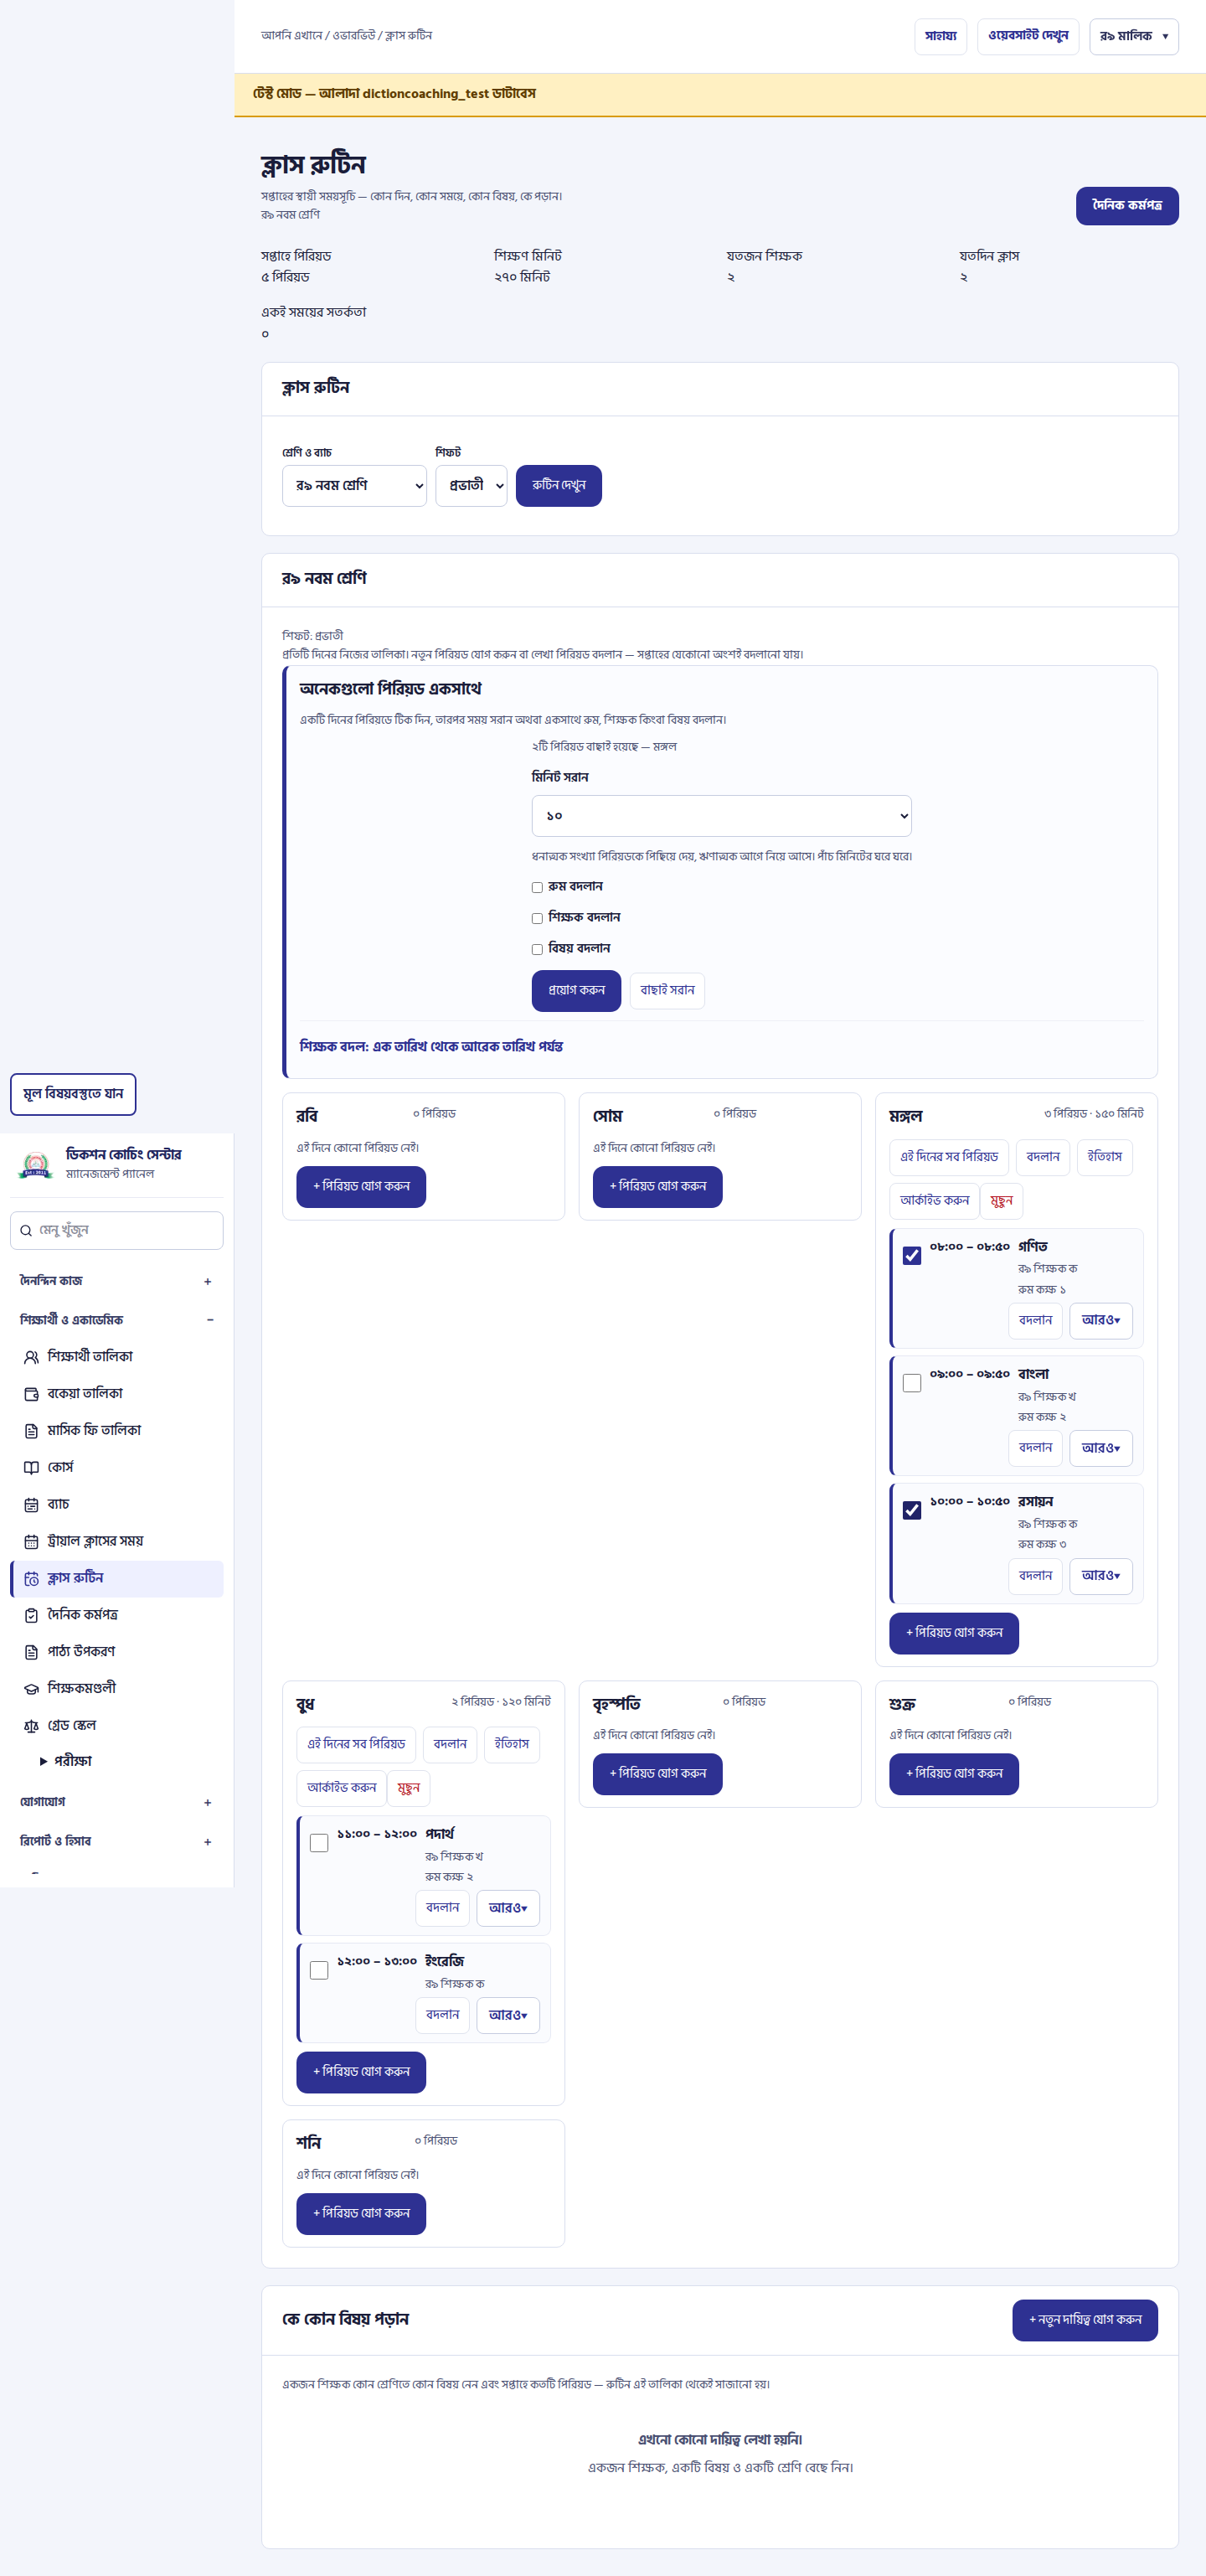 আপনি এখানে / ওভারভিউ / ক্লাস রুটিন
সাহায্য
ওয়েবসাইট দেখুন
র৯ মালিক ▾
টেস্ট মোড — আলাদা dictioncoaching_test ডাটাবেস
ক্লাস রুটিন
সপ্তাহের স্থায়ী সময়সূচি — কোন দিন, কোন সময়ে, কোন বিষয়, কে পড়ান।
র৯ নবম শ্রেণি
দৈনিক কর্মপত্র
সপ্তাহে পিরিয়ড
৫ পিরিয়ড
শিক্ষণ মিনিট
২৭০ মিনিট
যতজন শিক্ষক
২
যতদিন ক্লাস
২
একই সময়ের সতর্কতা
০
ক্লাস রুটিন
শ্রেণি ও ব্যাচ
র৯ নবম শ্রেণি
শিফট
প্রভাতী
রুটিন দেখুন
র৯ নবম শ্রেণি
শিফট: প্রভাতী
প্রতিটি দিনের নিজের তালিকা। নতুন পিরিয়ড যোগ করুন বা লেখা পিরিয়ড বদলান — সপ্তাহের যেকোনো অংশই বদলানো যায়।
অনেকগুলো পিরিয়ড একসাথে
একটি দিনের পিরিয়ডে টিক দিন, তারপর সময় সরান অথবা একসাথে রুম, শিক্ষক কিংবা বিষয় বদলান।
২টি পিরিয়ড বাছাই হয়েছে — মঙ্গল
মিনিট সরান
১০
ধনাত্মক সংখ্যা পিরিয়ডকে পিছিয়ে দেয়, ঋণাত্মক আগে নিয়ে আসে। পাঁচ মিনিটের ঘরে ঘরে।
রুম বদলান
শিক্ষক বদলান
বিষয় বদলান
প্রয়োগ করুন
বাছাই সরান
শিক্ষক বদল: এক তারিখ থেকে আরেক তারিখ পর্যন্ত
রবি
০ পিরিয়ড
এই দিনে কোনো পিরিয়ড নেই।
+ পিরিয়ড যোগ করুন
সোম
০ পিরিয়ড
এই দিনে কোনো পিরিয়ড নেই।
+ পিরিয়ড যোগ করুন
মঙ্গল
৩ পিরিয়ড · ১৫০ মিনিট
এই দিনের সব পিরিয়ড
বদলান
ইতিহাস
আর্কাইভ করুন
মুছুন
০৮:০০ – ০৮:৫০ গণিত
র৯ শিক্ষক ক
রুম কক্ষ ১
বদলান
আরও▾
০৯:০০ – ০৯:৫০ বাংলা
র৯ শিক্ষক খ
রুম কক্ষ ২
বদলান
আরও▾
১০:০০ – ১০:৫০ রসায়ন
র৯ শিক্ষক ক
রুম কক্ষ ৩
বদলান
আরও▾
+ পিরিয়ড যোগ করুন
বুধ
২ পিরিয়ড · ১২০ মিনিট
এই দিনের সব পিরিয়ড
বদলান
ইতিহাস
আর্কাইভ করুন
মুছুন
১১:০০ – ১২:০০ পদার্থ
র৯ শিক্ষক খ
রুম কক্ষ ২
বদলান
আরও▾
১২:০০ – ১৩:০০ ইংরেজি
র৯ শিক্ষক ক
বদলান
আরও▾
+ পিরিয়ড যোগ করুন
বৃহস্পতি
০ পিরিয়ড
এই দিনে কোনো পিরিয়ড নেই।
+ পিরিয়ড যোগ করুন
শুক্র
০ পিরিয়ড
এই দিনে কোনো পিরিয়ড নেই।
+ পিরিয়ড যোগ করুন
শনি
০ পিরিয়ড
এই দিনে কোনো পিরিয়ড নেই।
+ পিরিয়ড যোগ করুন
কে কোন বিষয় পড়ান
+ নতুন দায়িত্ব যোগ করুন
একজন শিক্ষক কোন শ্রেণিতে কোন বিষয় নেন এবং সপ্তাহে কতটি পিরিয়ড — রুটিন এই তালিকা থেকেই সাজানো হয়।
এখনো কোনো দায়িত্ব লেখা হয়নি।
একজন শিক্ষক, একটি বিষয় ও একটি শ্রেণি বেছে নিন।
মূল বিষয়বস্তুতে যান
ডিকশন কোচিং সেন্টার
ম্যানেজমেন্ট প্যানেল
মেনু খুঁজুন
দৈনন্দিন কাজ +
শিক্ষার্থী ও একাডেমিক −
শিক্ষার্থী তালিকা
বকেয়া তালিকা
মাসিক ফি তালিকা
কোর্স
ব্যাচ
ট্রায়াল ক্লাসের সময়
ক্লাস রুটিন
দৈনিক কর্মপত্র
পাঠ্য উপকরণ
শিক্ষকমণ্ডলী
গ্রেড স্কেল
▶ পরীক্ষা
যোগাযোগ +
রিপোর্ট ও হিসাব +